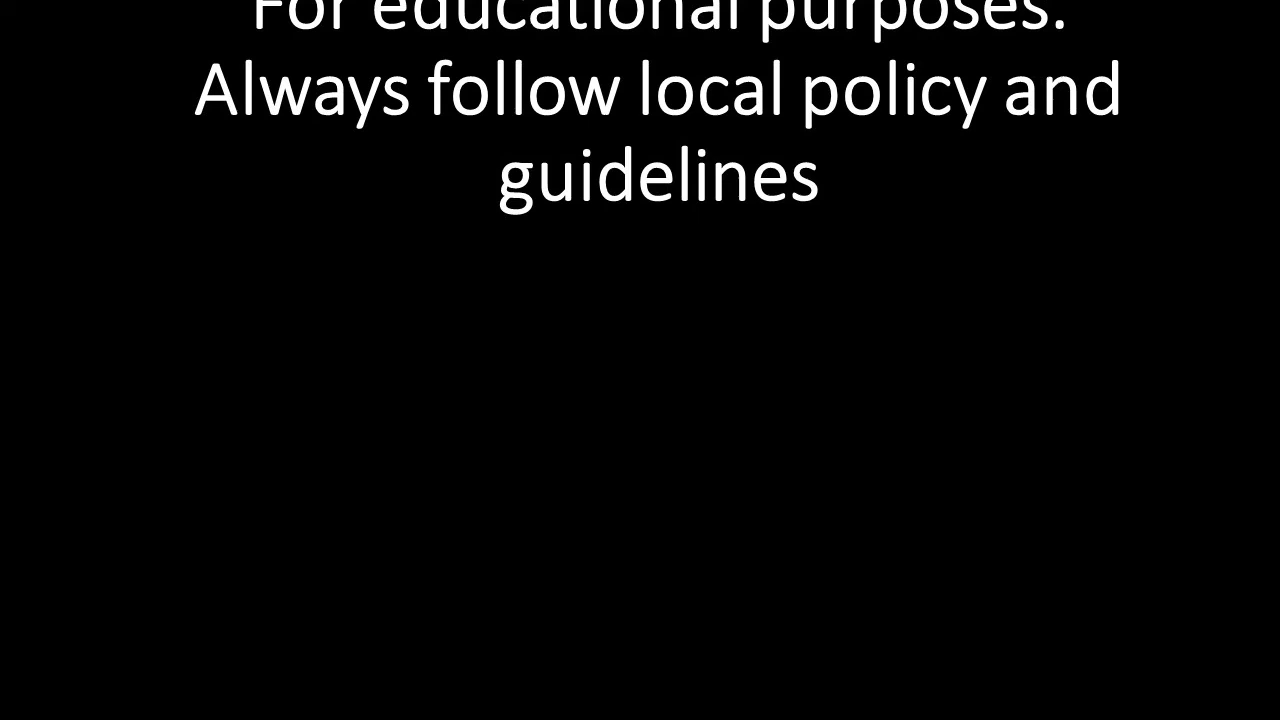 For educational purposes.
Always follow local policy and
guidelines